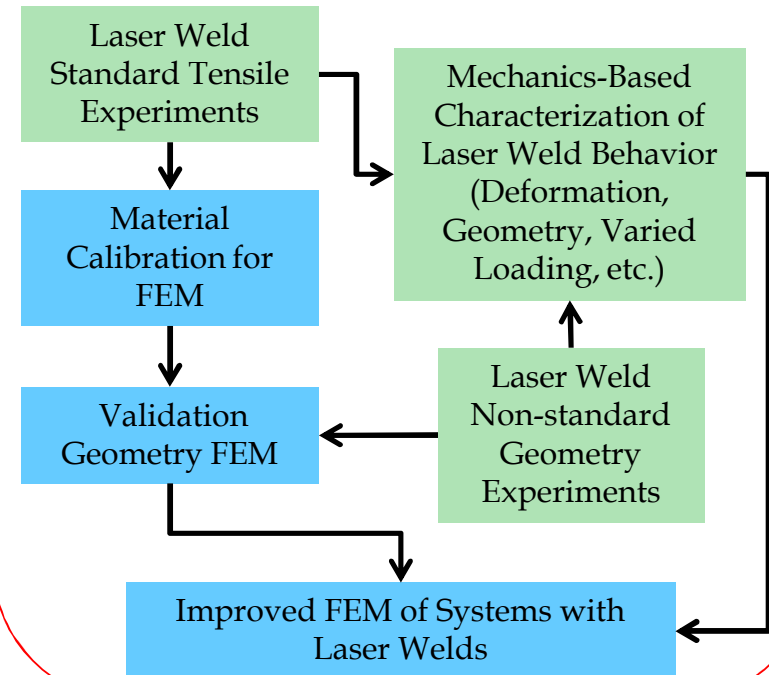 Laser Weld
Standard Tensile
Experiments
Mechanics-Based
Characterization of
Laser Weld Behavior
(Deformation,
Geometry, Varied
Loading, etc.)
Material
Calibration for
FEM
Laser Weld
Non-standard
Geometry
Experiments
Validation
Geometry FEM
Improved FEM of Systems with
Laser Welds